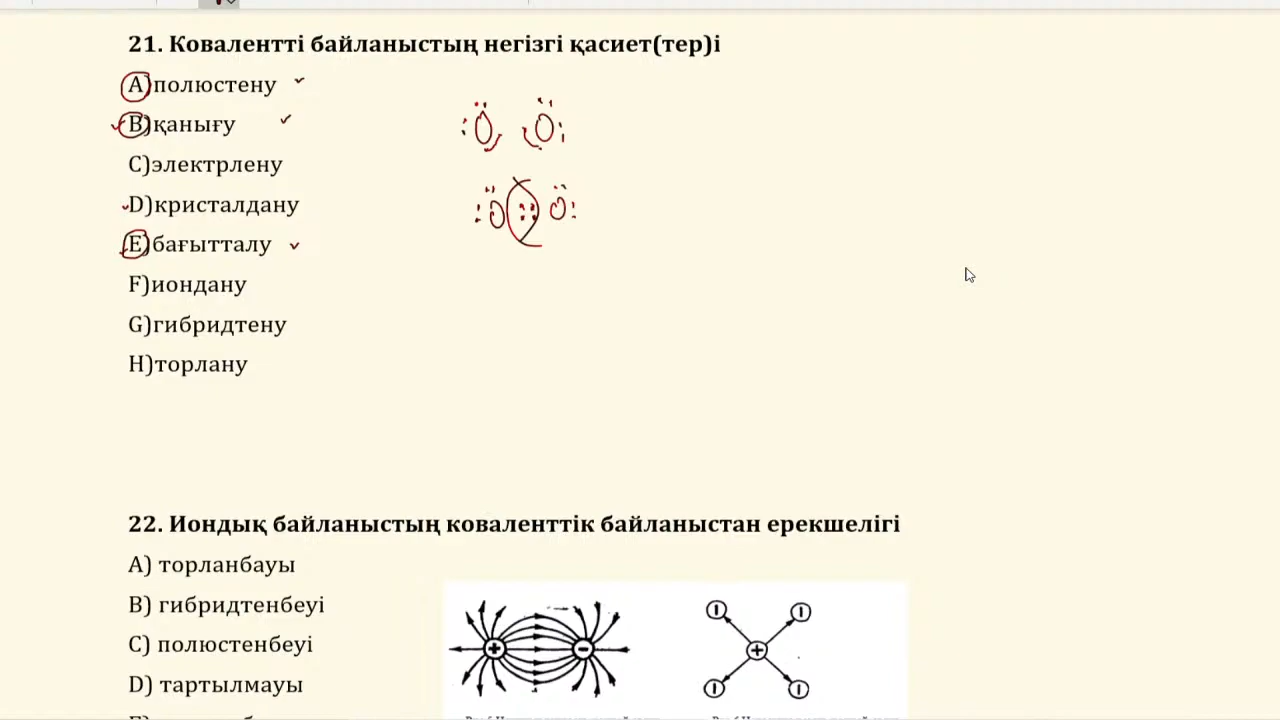 21. Ковалентті байланыстың негізгі қасиет(тер)і
A)полюстену
B)қанығу
C)электрлену
D)кристалдану
E)бағытталу
F)иондану
G)гибридтену
H)торлану
O O
O O
22. Иондық байланыстың коваленттік байланыстан ерекшелігі
A) торланбауы
B) гибридтенбеуі
C) полюстенбеуі
D) тартылмауы